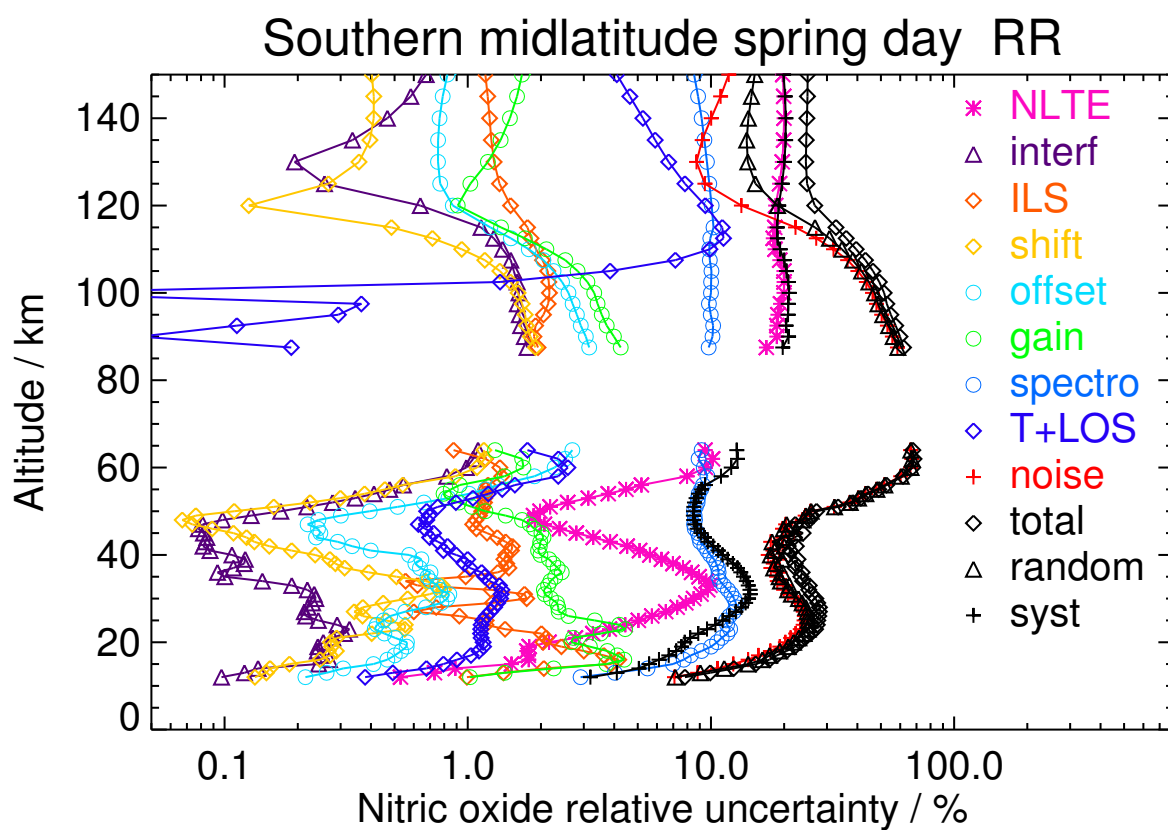 Southern midlatitude spring day RR
Altitude / km
140
120
100
80
60
40
20
0
NLTE
interf
ILS
shift
offset
gain
spectro
T+LOS
noise
total
random
syst
0.1 1.0 10.0 100.0
Nitric oxide relative uncertainty / %